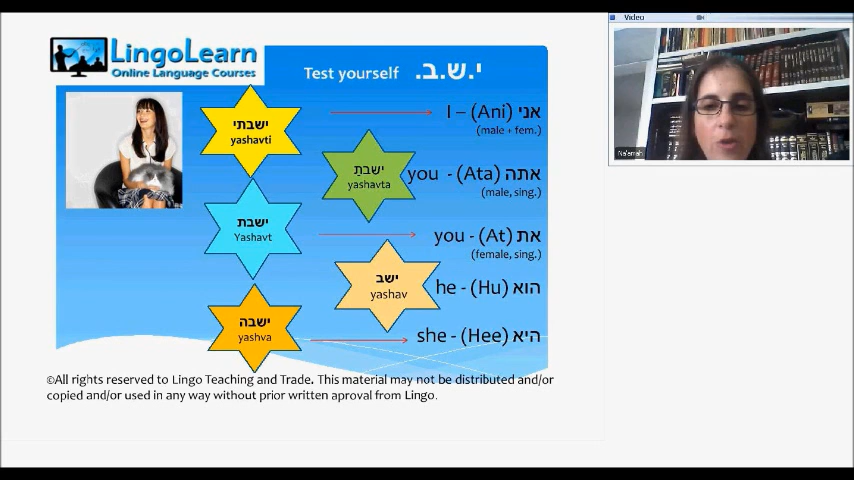 Video
LingoLearn
Online Language Courses
Test yourself י.ש.ב.
ישבתי
yashavti
I – (Ani) אני
(male + fem.)
ישבתָ
yashavta
you - (Ata) אתה
(male, sing.)
ישבת
Yashavt
you - (At) את
(female, sing.)
ישב
yashav
he - (Hu) הוא
ישבה
yashva
she - (Hee) היא
Na'amah
©All rights reserved to Lingo Teaching and Trade. This material may not be distributed and/or
copied and/or used in any way without prior written aproval from Lingo.